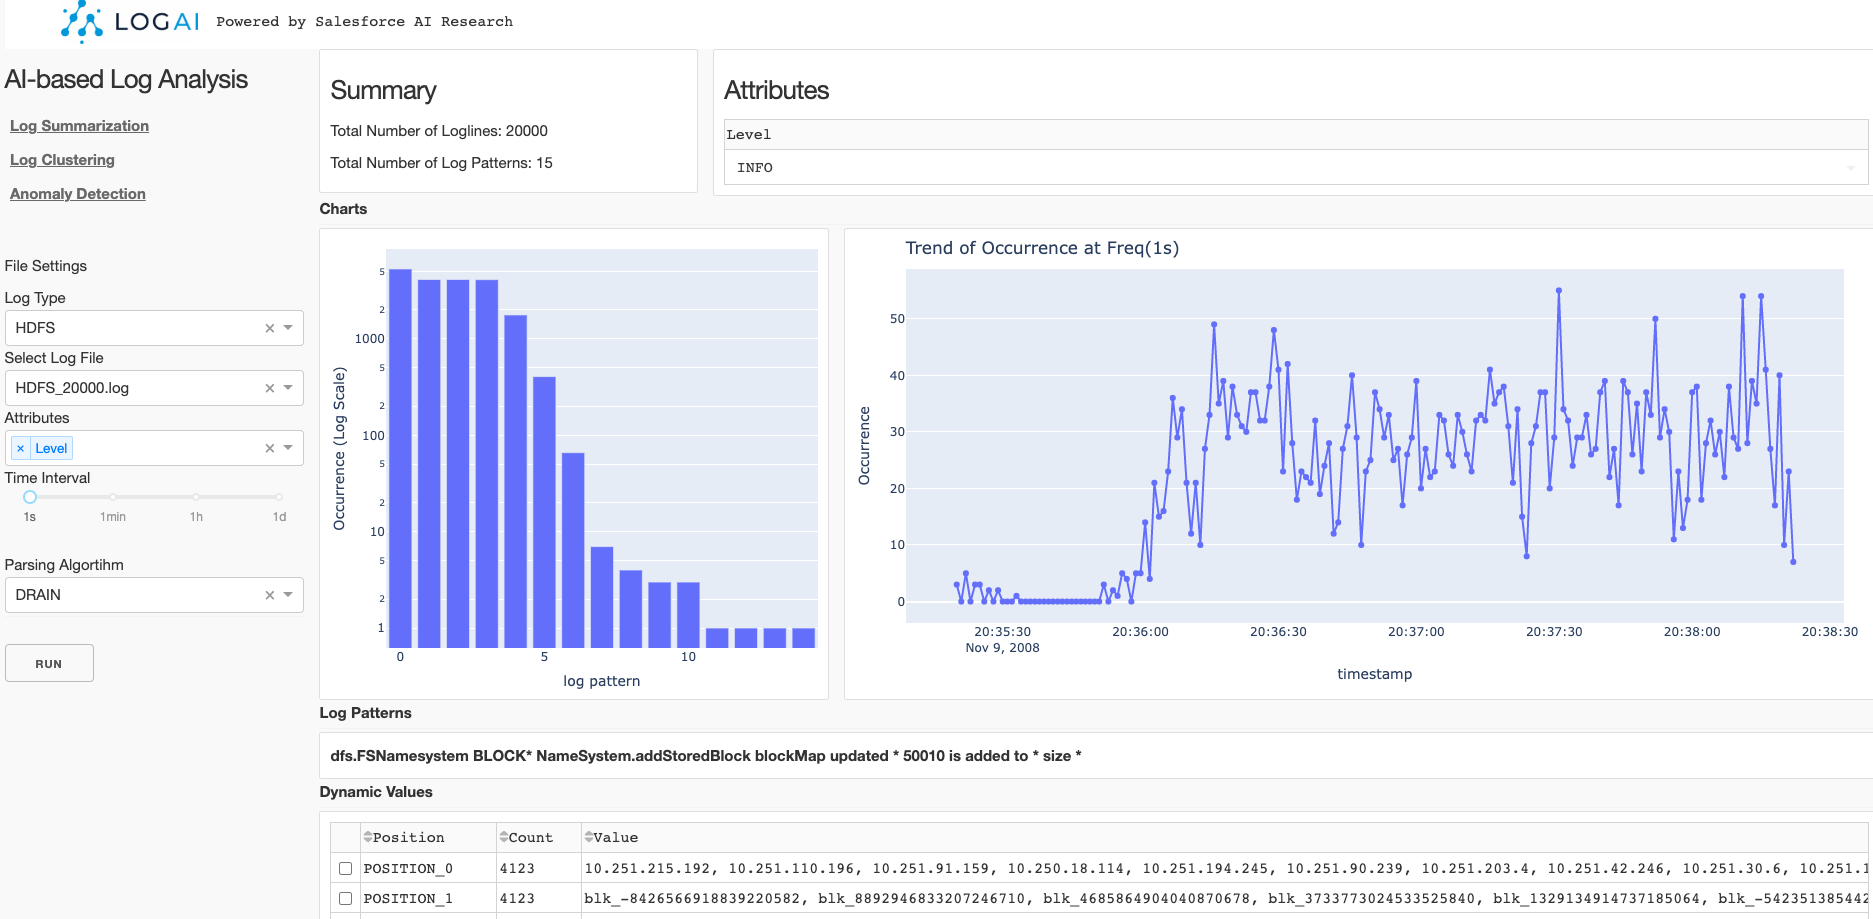 LOGAI Powered by Salesforce AI Research
AI-based Log Analysis
Log Summarization
Log Clustering
Anomaly Detection
File Settings
Log Type
HDFS
Select Log File
HDFS_20000.log
Attributes
× Level
Time Interval
1s 1min 1h 1d
Parsing Algortihm
DRAIN
RUN
Summary
Total Number of Loglines: 20000
Total Number of Log Patterns: 15
Attributes
Level
INFO
Charts
5
2
1000
5
2
100
5
2
10
5
2
1
0 5 10
log pattern
Occurrence (Log Scale)
Trend of Occurrence at Freq(1s)
50
40
30
20
10
0
20:35:30 20:36:00 20:36:30 20:37:00 20:37:30 20:38:00 20:38:30
Nov 9, 2008
timestamp
Occurrence
Log Patterns
dfs.FSNamesystem BLOCK* NameSystem.addStoredBlock blockMap updated * 50010 is added to * size *
Dynamic Values
Position Count Value
POSITION_0 4123 10.251.215.192, 10.251.110.196, 10.251.91.159, 10.250.18.114, 10.251.194.245, 10.251.90.239, 10.251.203.4, 10.251.42.246, 10.251.30.6, 10.251.1
POSITION_1 4123 blk_-8426566918839220582, blk_8892946833207246710, blk_4685864904040870678, blk_3733773024533525840, blk_1329134914737185064, blk_-542351385442